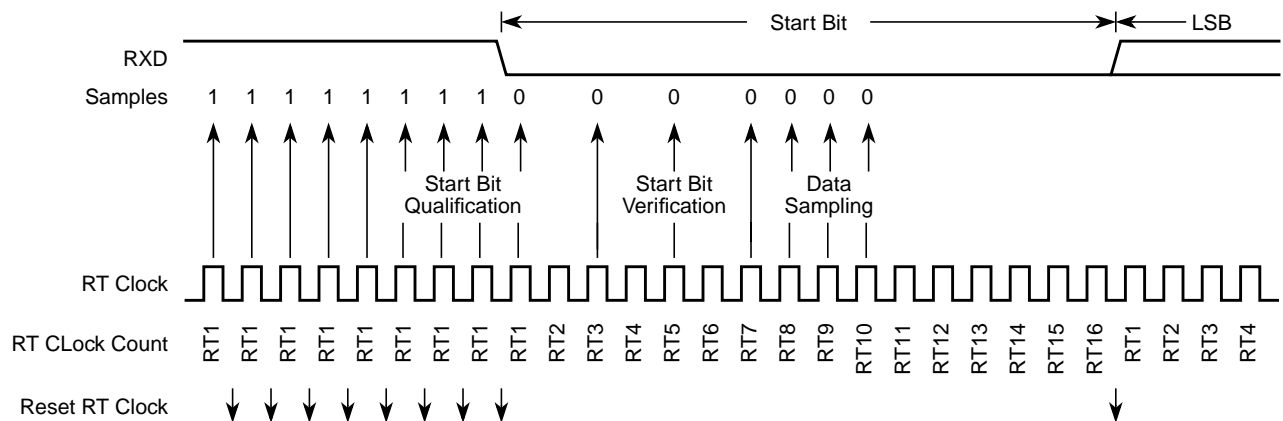 Start Bit LSB
RXD
Samples 1 1 1 1 1 1 1 1 0 0 0 0 0 0 0
Start Bit Start Bit Data
Qualification Verification Sampling
RT Clock
RT CLock Count RT1 RT1 RT1 RT1 RT1 RT1 RT1 RT1 RT1 RT2 RT3 RT4 RT5 RT6 RT7 RT8 RT9 RT10 RT11 RT12 RT13 RT14 RT15 RT16 RT1 RT2 RT3 RT4
Reset RT Clock